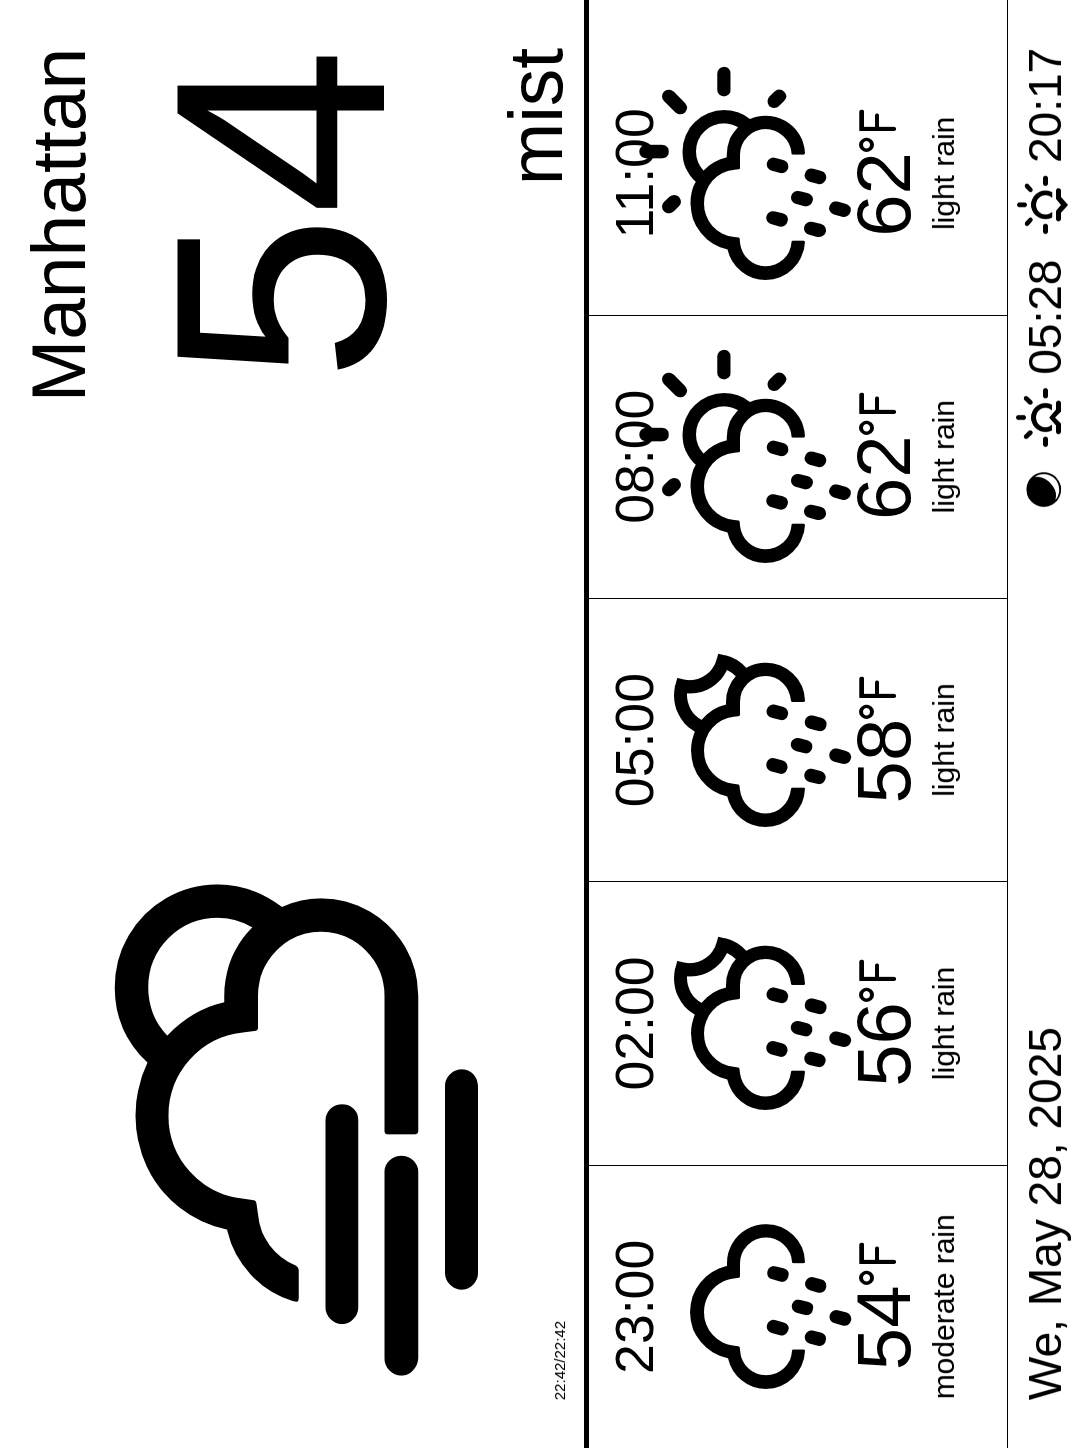 Manhattan
54
mist
22:42/22:42
23:00 02:00 05:00 08:00 11:00
54°F 56°F 58°F 62°F 62°F
moderate rain light rain light rain light rain light rain
We, May 28, 2025 05:28 20:17